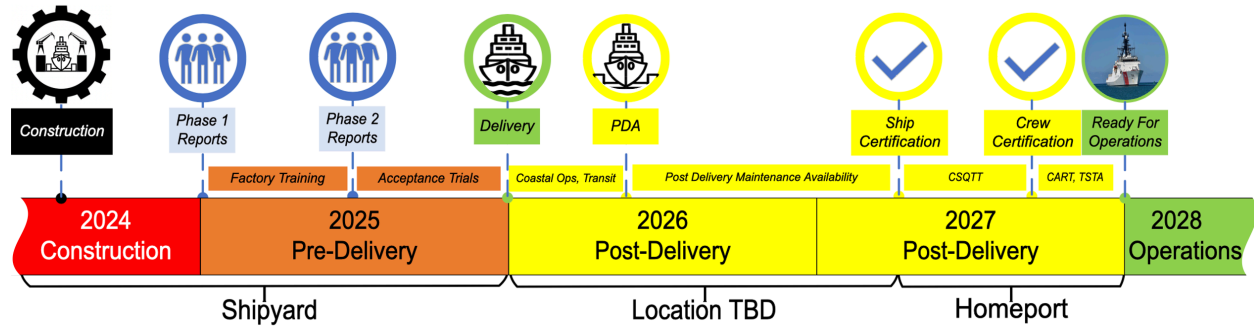 Construction
Phase 1
Reports
Phase 2
Reports
Delivery
PDA
Ship
Certification
Crew
Certification
Ready For
Operations
Factory Training
Acceptance Trials
Coastal Ops, Transit
Post Delivery Maintenance Availability
CSQTT
CART, TSTA
2024
Construction
2025
Pre-Delivery
2026
Post-Delivery
2027
Post-Delivery
2028
Operations
Shipyard
Location TBD
Homeport